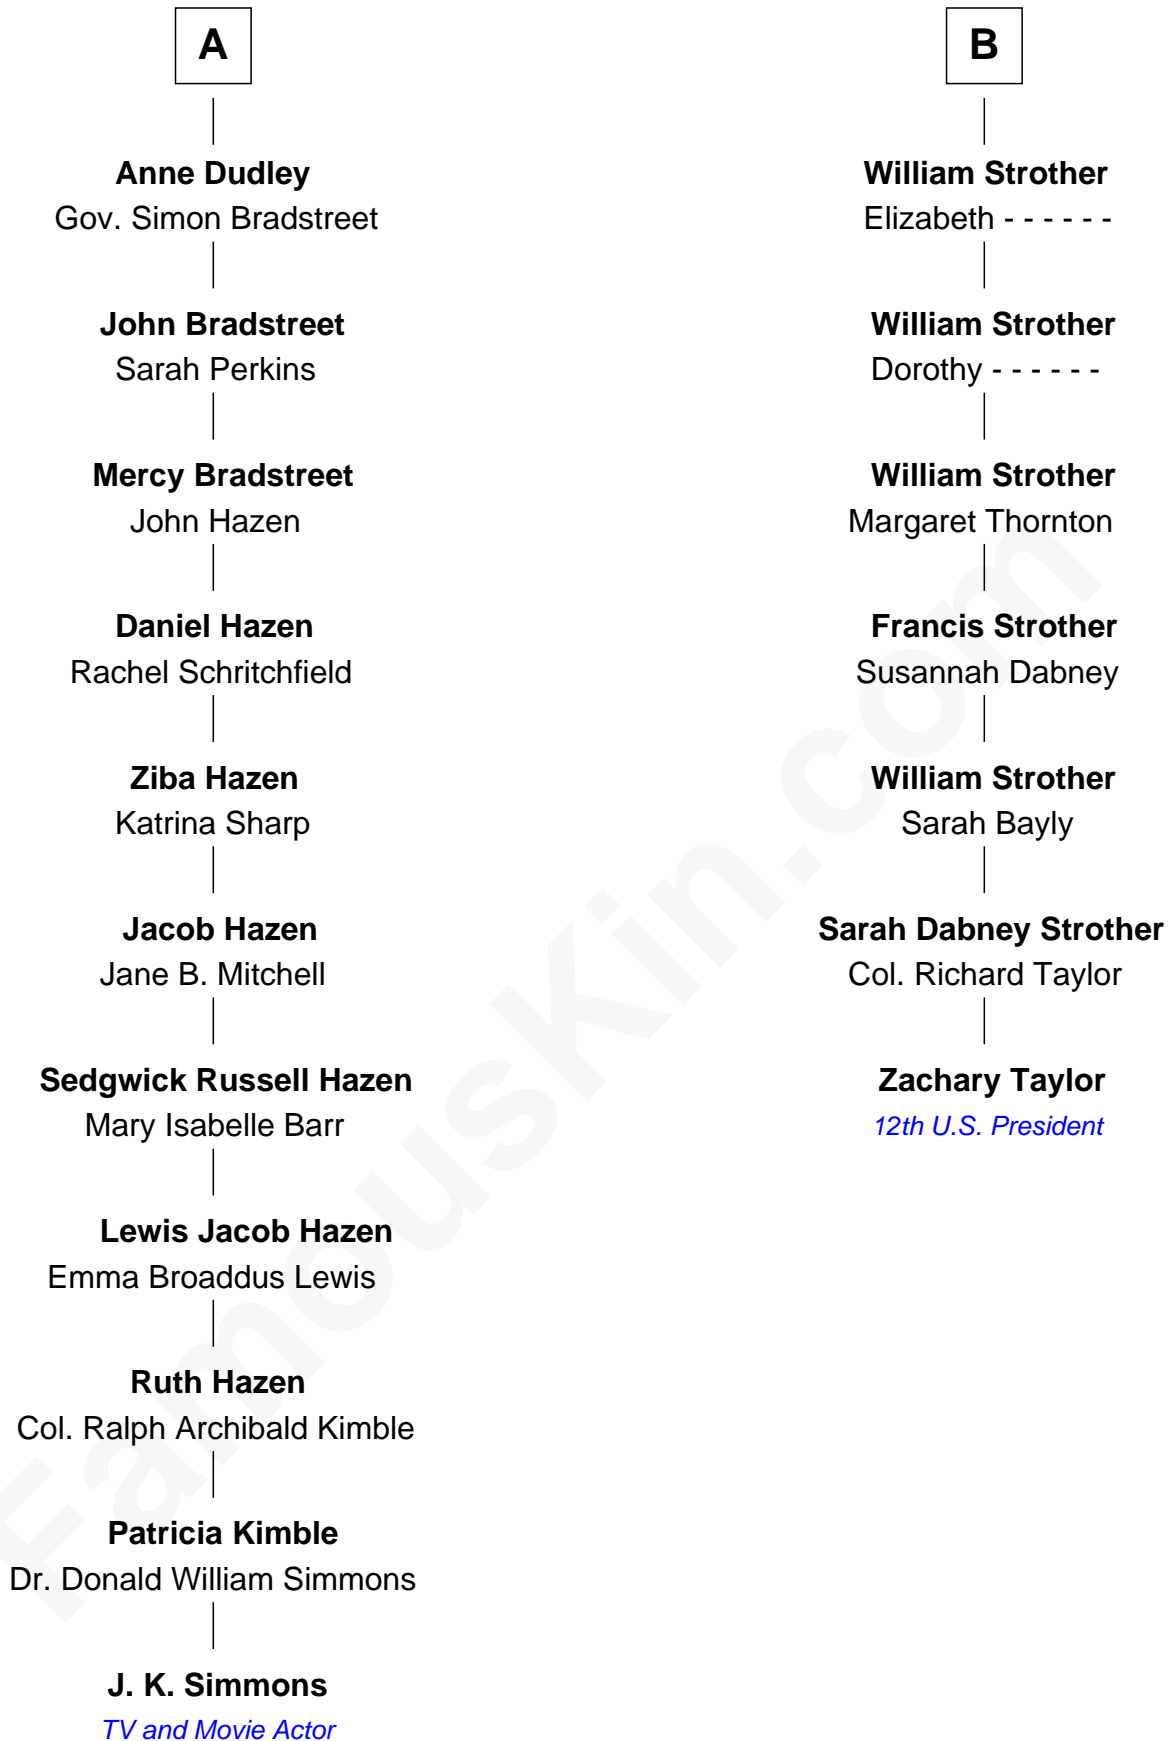 A
Anne Dudley
Gov. Simon Bradstreet
John Bradstreet
Sarah Perkins
Mercy Bradstreet
John Hazen
Daniel Hazen
Rachel Schritchfield
Ziba Hazen
Katrina Sharp
Jacob Hazen
Jane B. Mitchell
Sedgwick Russell Hazen
Mary Isabelle Barr
Lewis Jacob Hazen
Emma Broaddus Lewis
Ruth Hazen
Col. Ralph Archibald Kimble
Patricia Kimble
Dr. Donald William Simmons
J. K. Simmons
TV and Movie Actor
B
William Strother
Elizabeth - - - - - -
William Strother
Dorothy - - - - - -
William Strother
Margaret Thornton
Francis Strother
Susannah Dabney
William Strother
Sarah Bayly
Sarah Dabney Strother
Col. Richard Taylor
Zachary Taylor
12th U.S. President
FamousKin.com